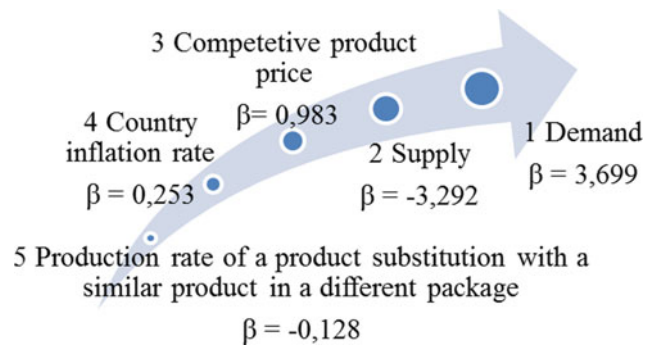 3 Competetive product
price
β= 0,983
4 Country
inflation rate
β = 0,253
1 Demand
β = 3,699
2 Supply
β = -3,292
5 Production rate of a product substitution with a
similar product in a different package
β = -0,128